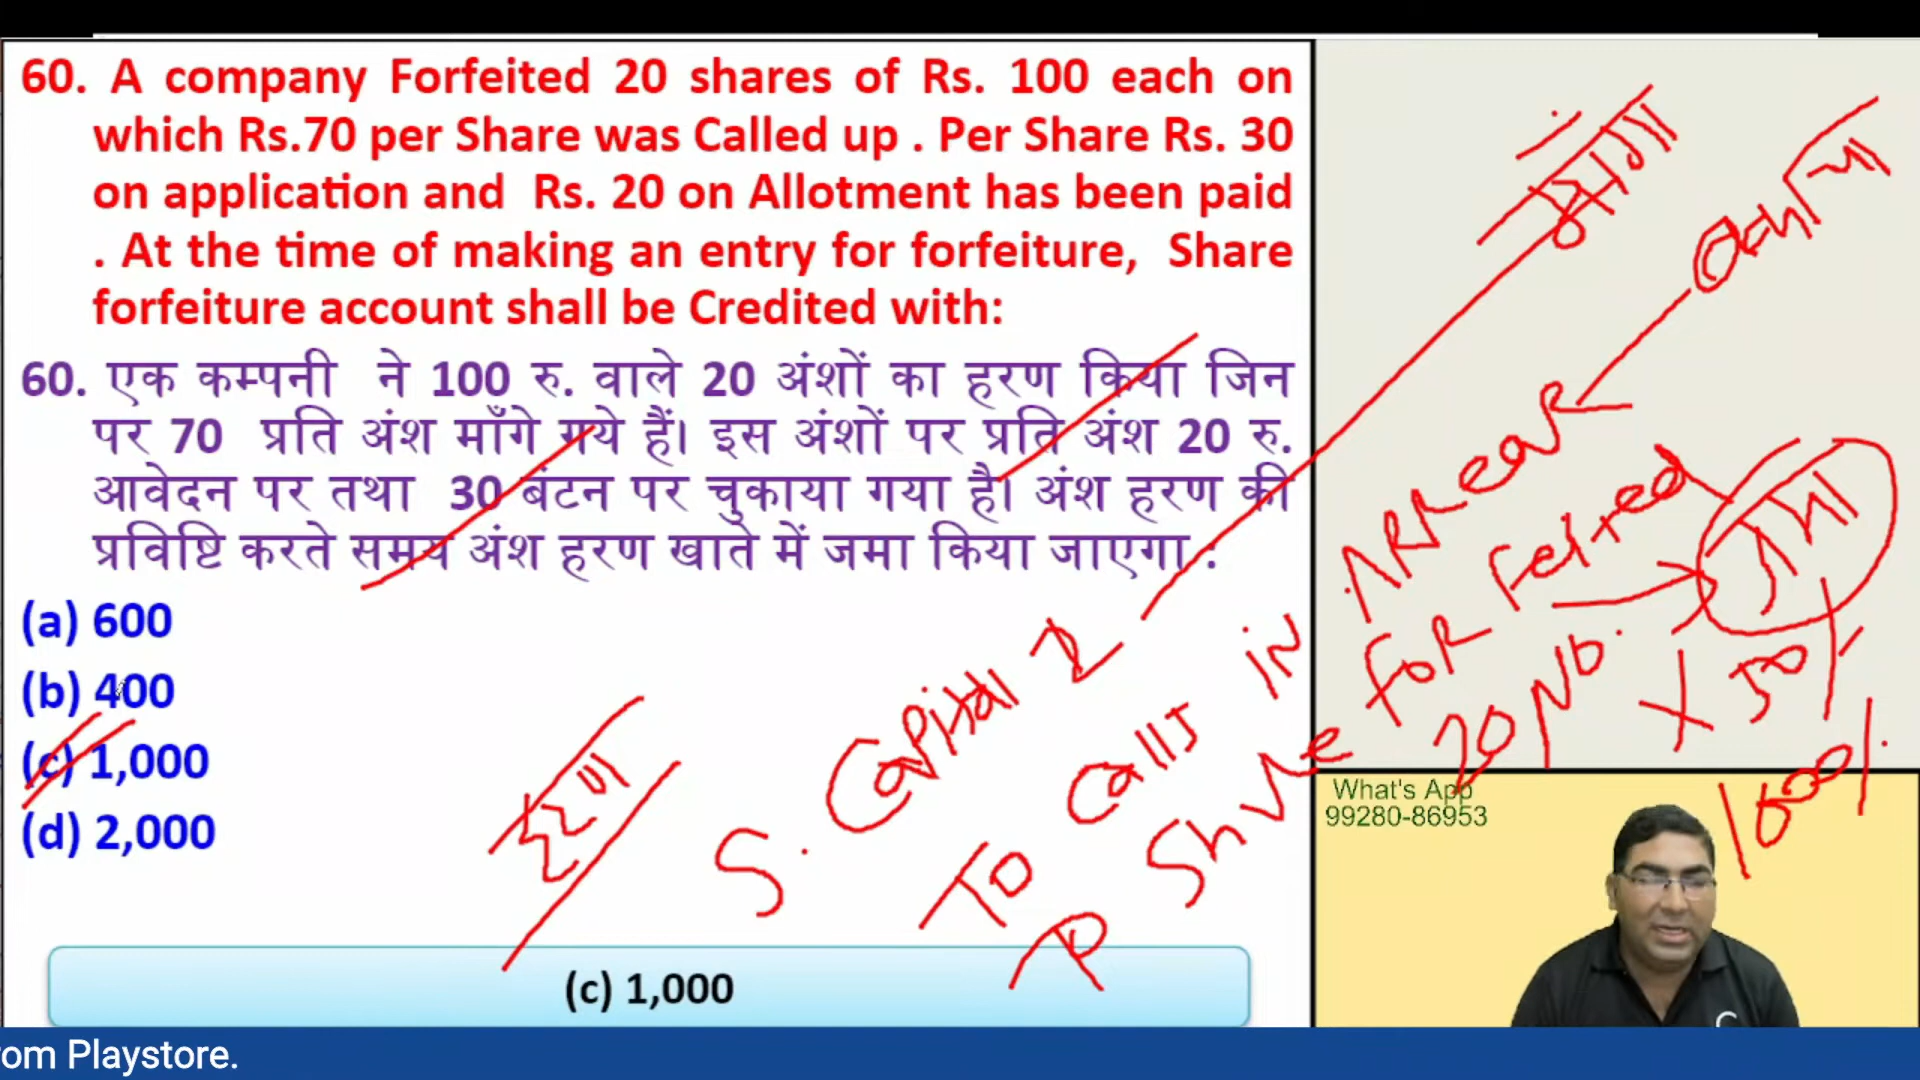 60. A company Forfeited 20 shares of Rs. 100 each on
which Rs.70 per Share was Called up . Per Share Rs. 30
on application and Rs. 20 on Allotment has been paid
. At the time of making an entry for forfeiture, Share
forfeiture account shall be Credited with:
60. एक कम्पनी ने 100 रु. वाले 20 अंशों का हरण किया जिन
पर 70 प्रति अंश माँगे गये हैं। इस अंशों पर प्रति अंश 20 रु.
आवेदन पर तथा 30 बंटन पर चुकाया गया है। अंश हरण की
प्रविष्टि करते समय अंश हरण खाते में जमा किया जाएगा :
(a) 600
(b) 400
(c) 1,000
(d) 2,000
(c) 1,000
S. Capital
To Calls in ARReaR
To Share FoR Feited
20 No. X 50/-
1000/-
What's App
99280-86953
om Playstore.